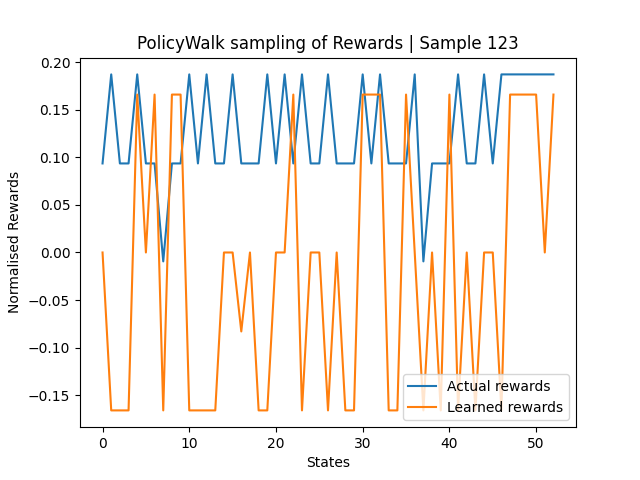 PolicyWalk sampling of Rewards | Sample 123
Normalised Rewards
0.20
0.15
0.10
0.05
0.00
−0.05
−0.10
−0.15
0 10 20 30 40 50
States
Actual rewards
Learned rewards